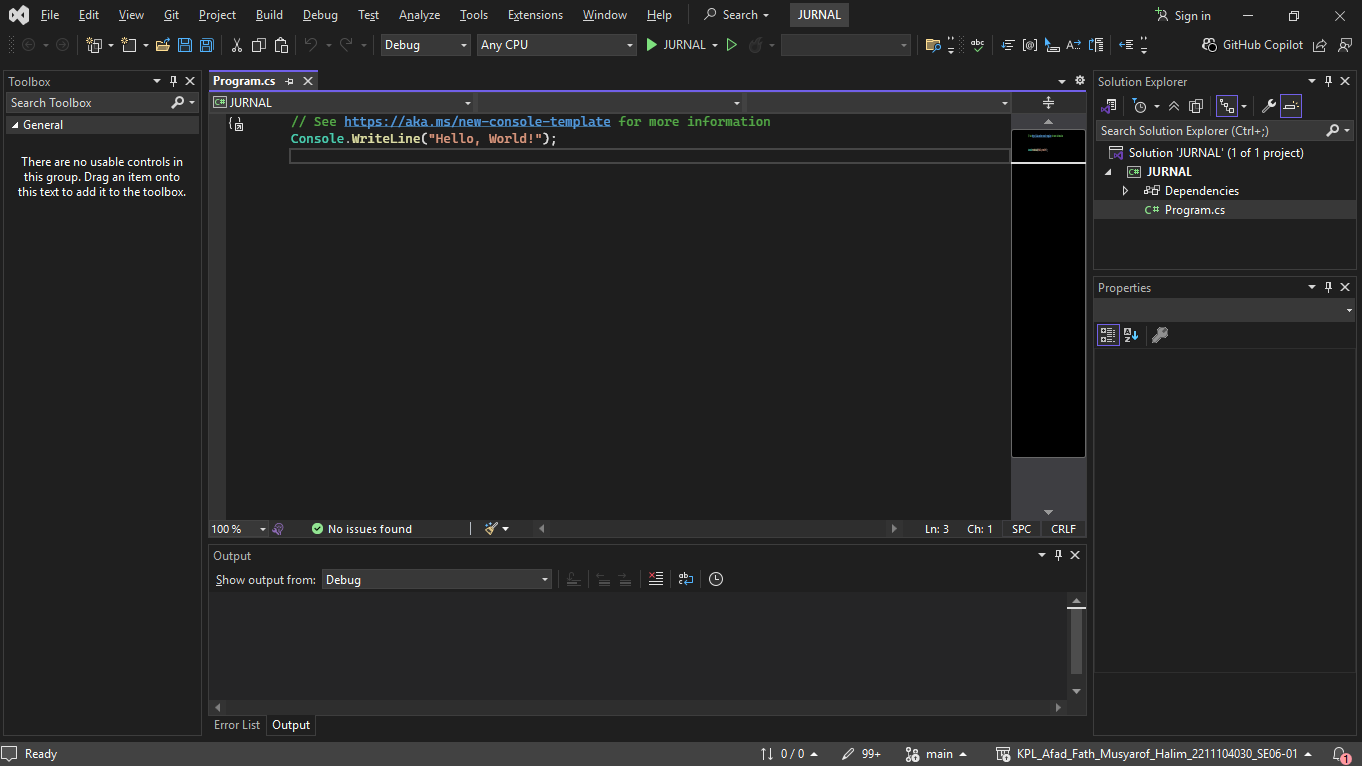 File Edit View Git Project Build Debug Test Analyze Tools Extensions Window Help Search JURNAL Sign in
Debug Any CPU JURNAL GitHub Copilot
Toolbox
Search Toolbox
General
There are no usable controls in
this group. Drag an item onto
this text to add it to the toolbox.
Program.cs
C# JURNAL
// See https://aka.ms/new-console-template for more information
Console.WriteLine("Hello, World!");
100 % No issues found Ln: 3 Ch: 1 SPC CRLF
Output
Show output from: Debug
Error List Output
Solution Explorer
Search Solution Explorer (Ctrl+;)
Solution 'JURNAL' (1 of 1 project)
C# JURNAL
Dependencies
C# Program.cs
Properties
Ready 0 / 0 99+ main KPL_Afad_Fath_Musyarof_Halim_2211104030_SE06-01 1